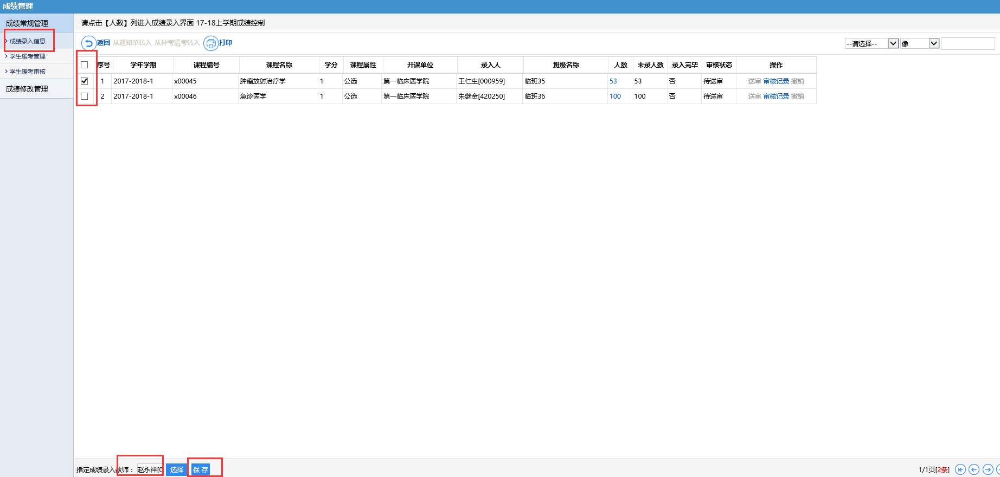 成绩管理
成绩常规管理
成绩录入信息
学生缓考管理
学生缓考审核
成绩修改管理
请点击【人数】列进入成绩录入界面 17-18上学期成绩控制
返回 从通知单转入 从补考清考转入 打印
--请选择-- 像
序号 学年学期 课程编号 课程名称 学分 课程属性 开课单位 录入人 班级名称 人数 未录人数 录入完毕 审核状态 操作
1 2017-2018-1 x00045 肿瘤放射治疗学 1 公选 第一临床医学院 王仁生[000959] 临班35 53 53 否 待送审 送审 审核记录 撤销
2 2017-2018-1 x00046 急诊医学 1 公选 第一临床医学院 朱继金[420250] 临班36 100 100 否 待送审 送审 审核记录 撤销
指定成绩录入教师： 赵永祥[0 选择 保 存
1/1页[2条]